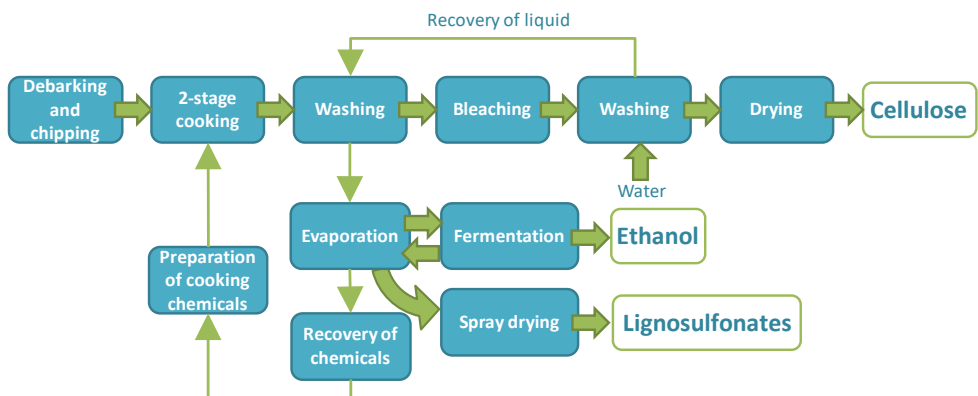 Recovery of liquid
Debarking
and
chipping
2-stage
cooking
Washing
Bleaching
Washing
Drying
Cellulose
Water
Evaporation
Fermentation
Ethanol
Preparation
of cooking
chemicals
Recovery of
chemicals
Spray drying
Lignosulfonates